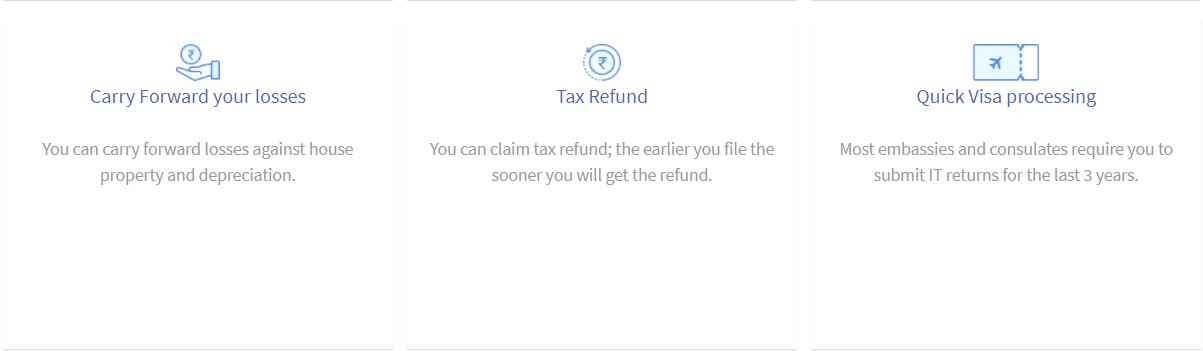 Carry Forward your losses
You can carry forward losses against house
property and depreciation.
Tax Refund
You can claim tax refund; the earlier you file the
sooner you will get the refund.
Quick Visa processing
Most embassies and consulates require you to
submit IT returns for the last 3 years.